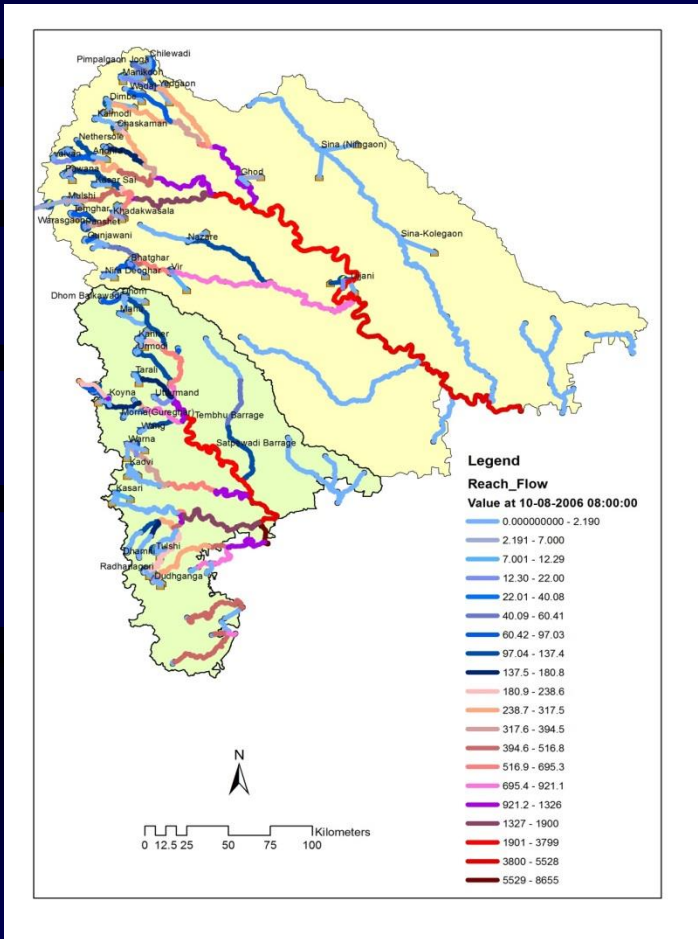 Chilewadi
Pimpalgaon Joga
Manikdoh
Wadaj
Yedgaon
Dimbe
Kalmodi
Chaskaman
Nethersole
Andhra
Pawana
Kasar Sai
Ghod
Mulshi
Temghar
Khadakwasala
Warasgaon
Panshet
Gunjawani
Nazare
Bhatghar
Nira Deoghar
Vir
Ujjani
Sina (Nimgaon)
Sina-Kolegaon
Dhom
Dhom Balkawadi
Kanher
Urmodi
Tarali
Koyna
Uttarmand
Morna(Gureghar)
Tembhu Barrage
Wang
Satpewadi Barrage
Warna
Kadvi
Kasari
Tulshi
Dhamni
Radhanagari
Dudhganga
Legend
Reach_Flow
Value at 10-08-2006 08:00:00
0.000000000 - 2.190
2.191 - 7.000
7.001 - 12.29
12.30 - 22.00
22.01 - 40.08
40.09 - 60.41
60.42 - 97.03
97.04 - 137.4
137.5 - 180.8
180.9 - 238.6
238.7 - 317.5
317.6 - 394.5
394.6 - 516.8
516.9 - 695.3
695.4 - 921.1
921.2 - 1326
1327 - 1900
1901 - 3799
3800 - 5528
5529 - 8655
N
Kilometers
0 12.5 25 50 75 100